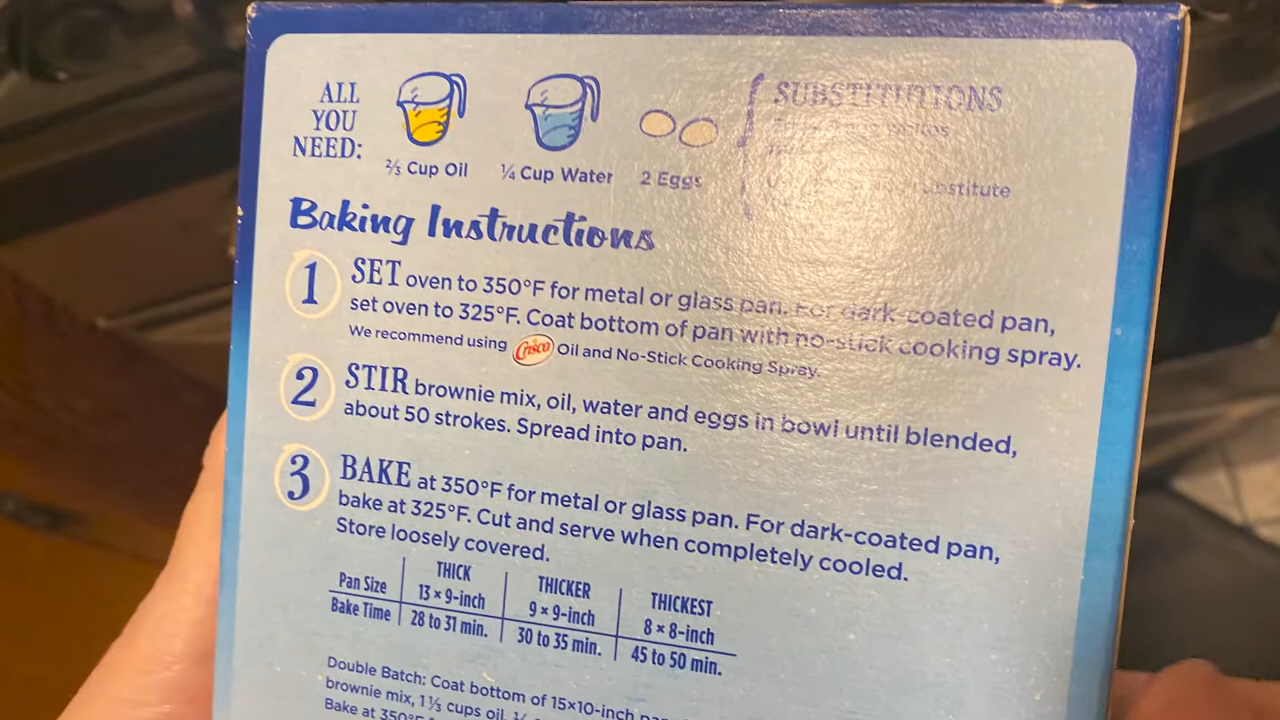 ALL
YOU
NEED:
⅔ Cup Oil
¼ Cup Water
2 Eggs
SUBSTITUTIONS
Baking Instructions
1 SET oven to 350°F for metal or glass pan. For dark-coated pan,
set oven to 325°F. Coat bottom of pan with no-stick cooking spray.
We recommend using Crisco Oil and No-Stick Cooking Spray.
2 STIR brownie mix, oil, water and eggs in bowl until blended,
about 50 strokes. Spread into pan.
3 BAKE at 350°F for metal or glass pan. For dark-coated pan,
bake at 325°F. Cut and serve when completely cooled.
Store loosely covered.
THICK THICKER THICKEST
Pan Size 13 × 9-inch 9 × 9-inch 8 × 8-inch
Bake Time 28 to 31 min. 30 to 35 min. 45 to 50 min.
Double Batch: Coat bottom of 15×10-inch
brownie mix, 1⅓ cups oil,
Bake at 350°F